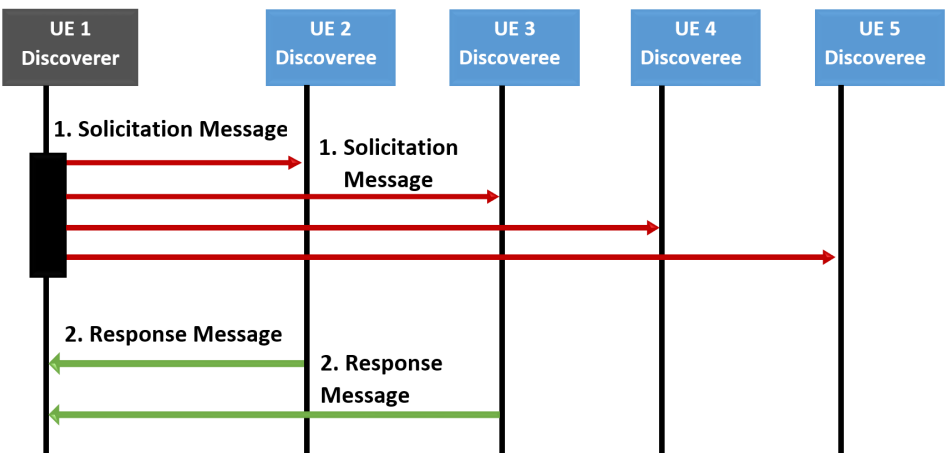 UE 1
Discoverer
UE 2
Discoveree
UE 3
Discoveree
UE 4
Discoveree
UE 5
Discoveree
1. Solicitation Message
1. Solicitation
Message
2. Response Message
2. Response
Message